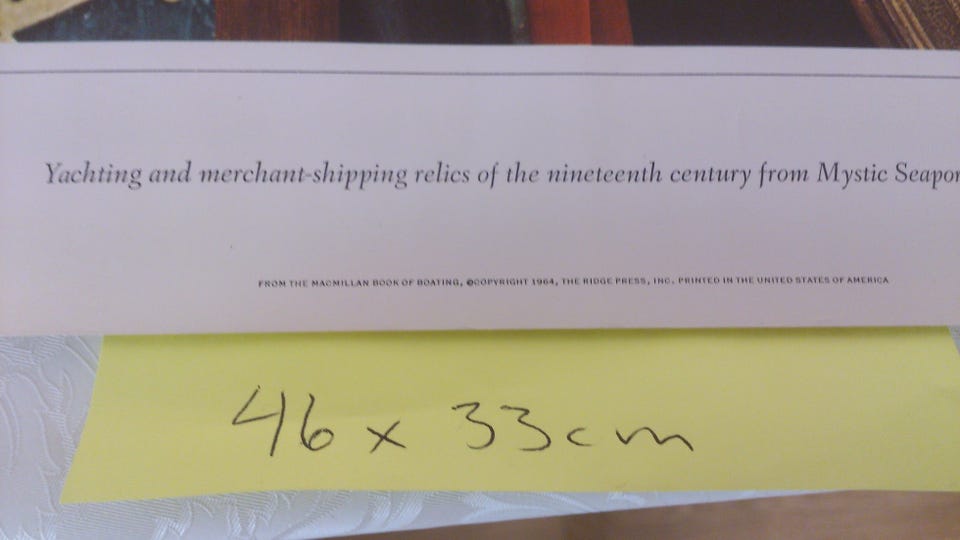 Yachting and merchant-shipping relics of the nineteenth century from Mystic Seapor
FROM THE MACMILLAN BOOK OF BOATING, ©COPYRIGHT 1964, THE RIDGE PRESS, INC. PRINTED IN THE UNITED STATES OF AMERICA
46 x 33cm